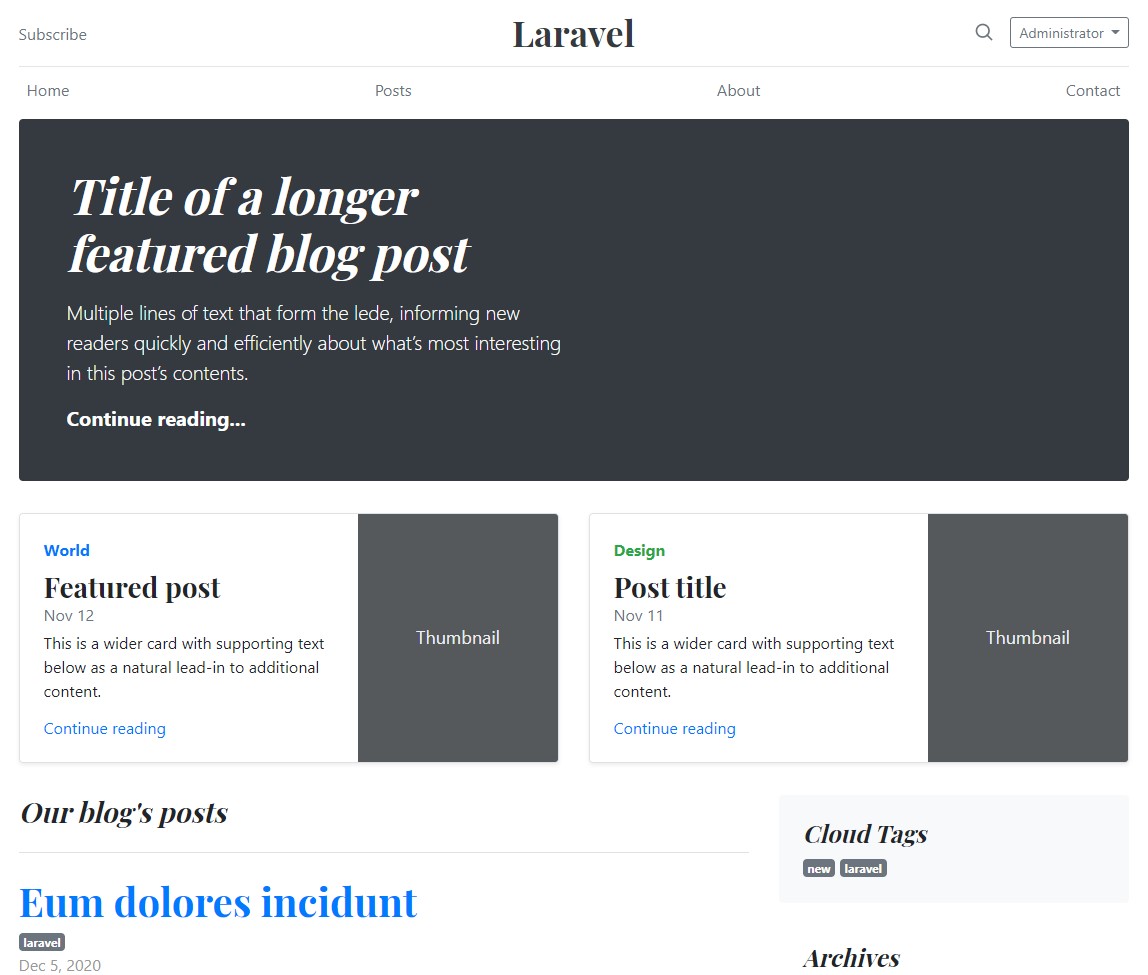 Subscribe
Laravel
Administrator
Home
Posts
About
Contact
Title of a longer
featured blog post
Multiple lines of text that form the lede, informing new
readers quickly and efficiently about what’s most interesting
in this post’s contents.
Continue reading...
World
Featured post
Nov 12
This is a wider card with supporting text
below as a natural lead-in to additional
content.
Continue reading
Thumbnail
Design
Post title
Nov 11
This is a wider card with supporting text
below as a natural lead-in to additional
content.
Continue reading
Thumbnail
Our blog's posts
Eum dolores incidunt
laravel
Dec 5, 2020
Cloud Tags
new laravel
Archives